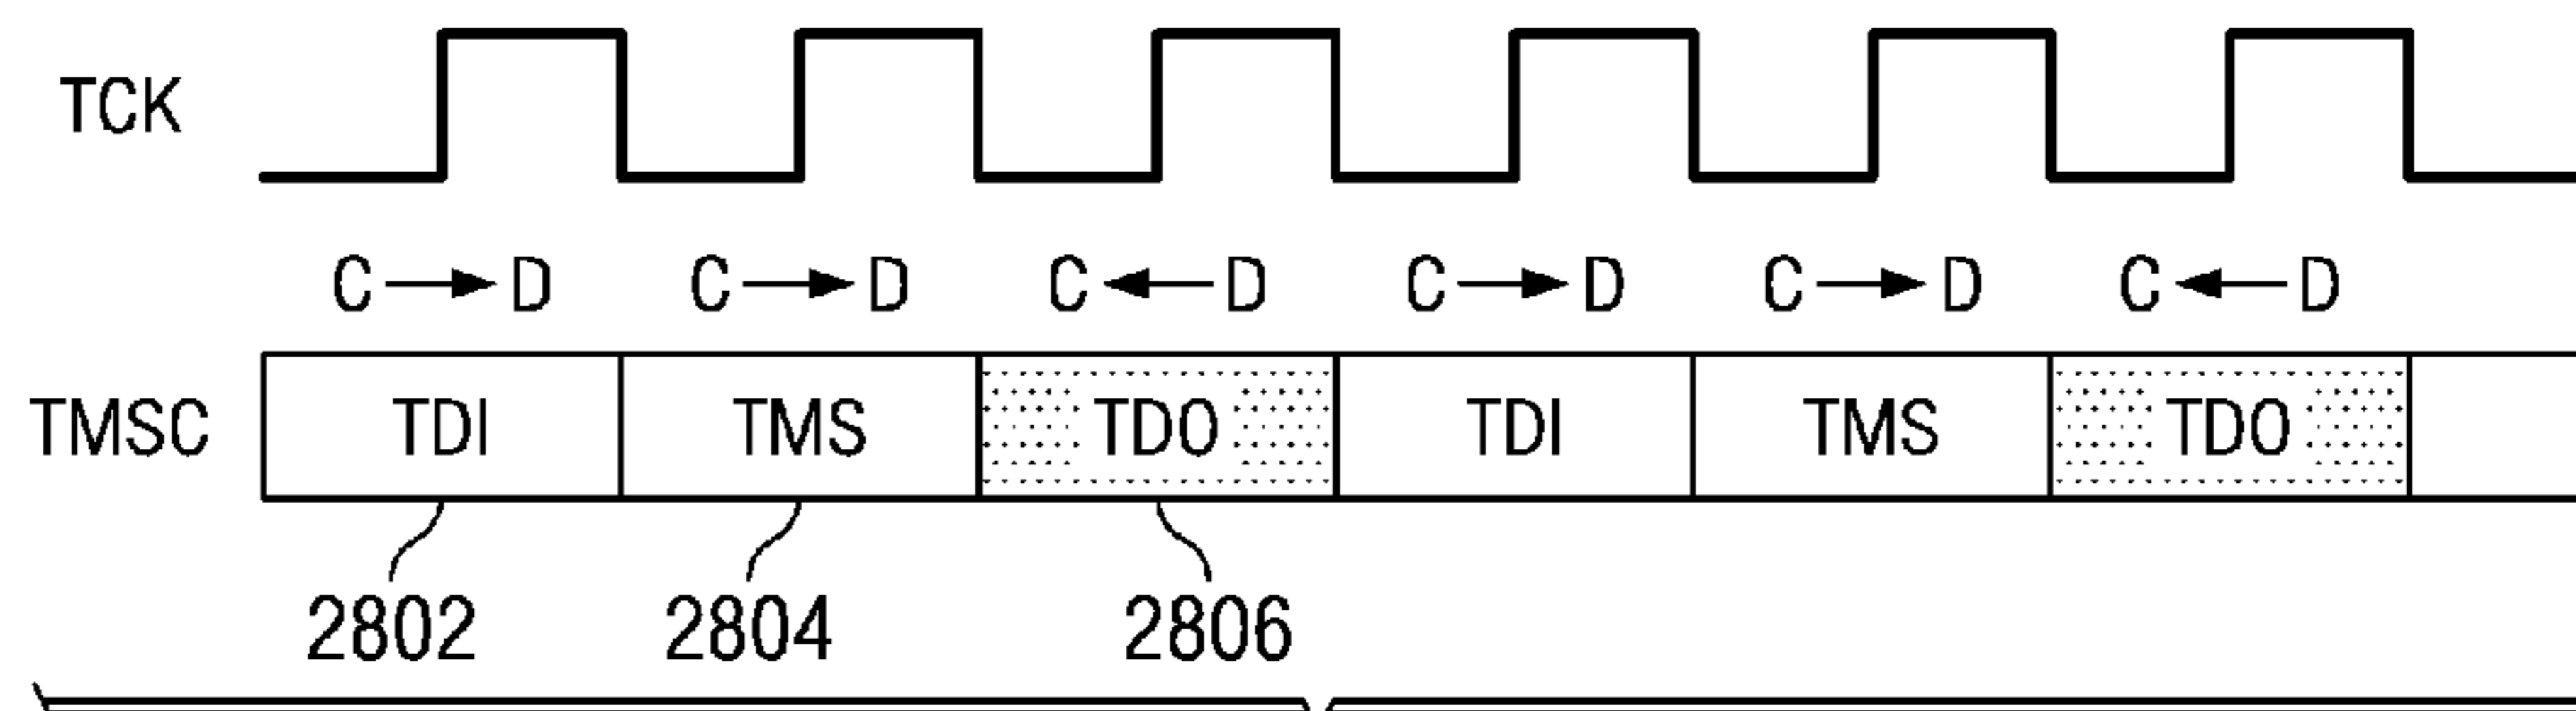 TCK
C → D C → D C ← D C → D C → D C ← D
TMSC TDI TMS TDO TDI TMS TDO
2802 2804 2806